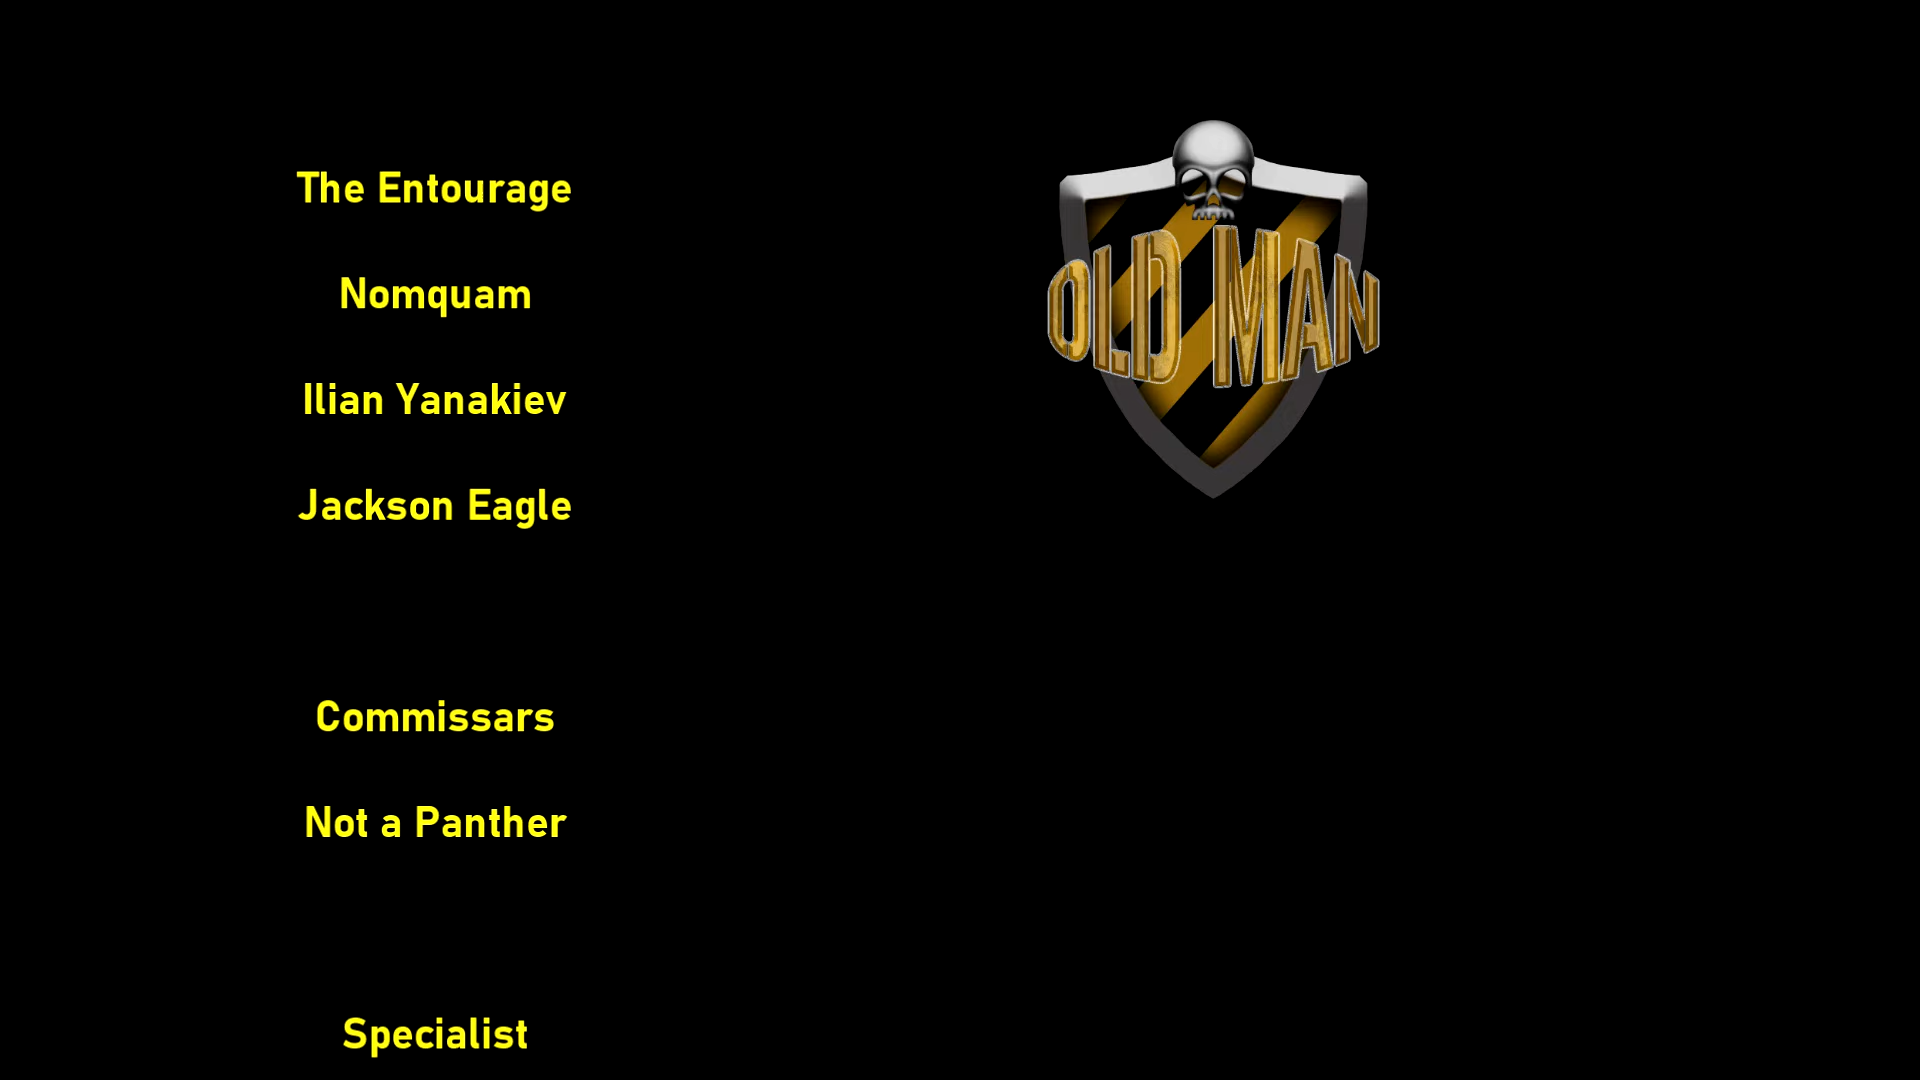 The Entourage
Nomquam
Ilian Yanakiev
Jackson Eagle
Commissars
Not a Panther
Specialist
OLD MAN